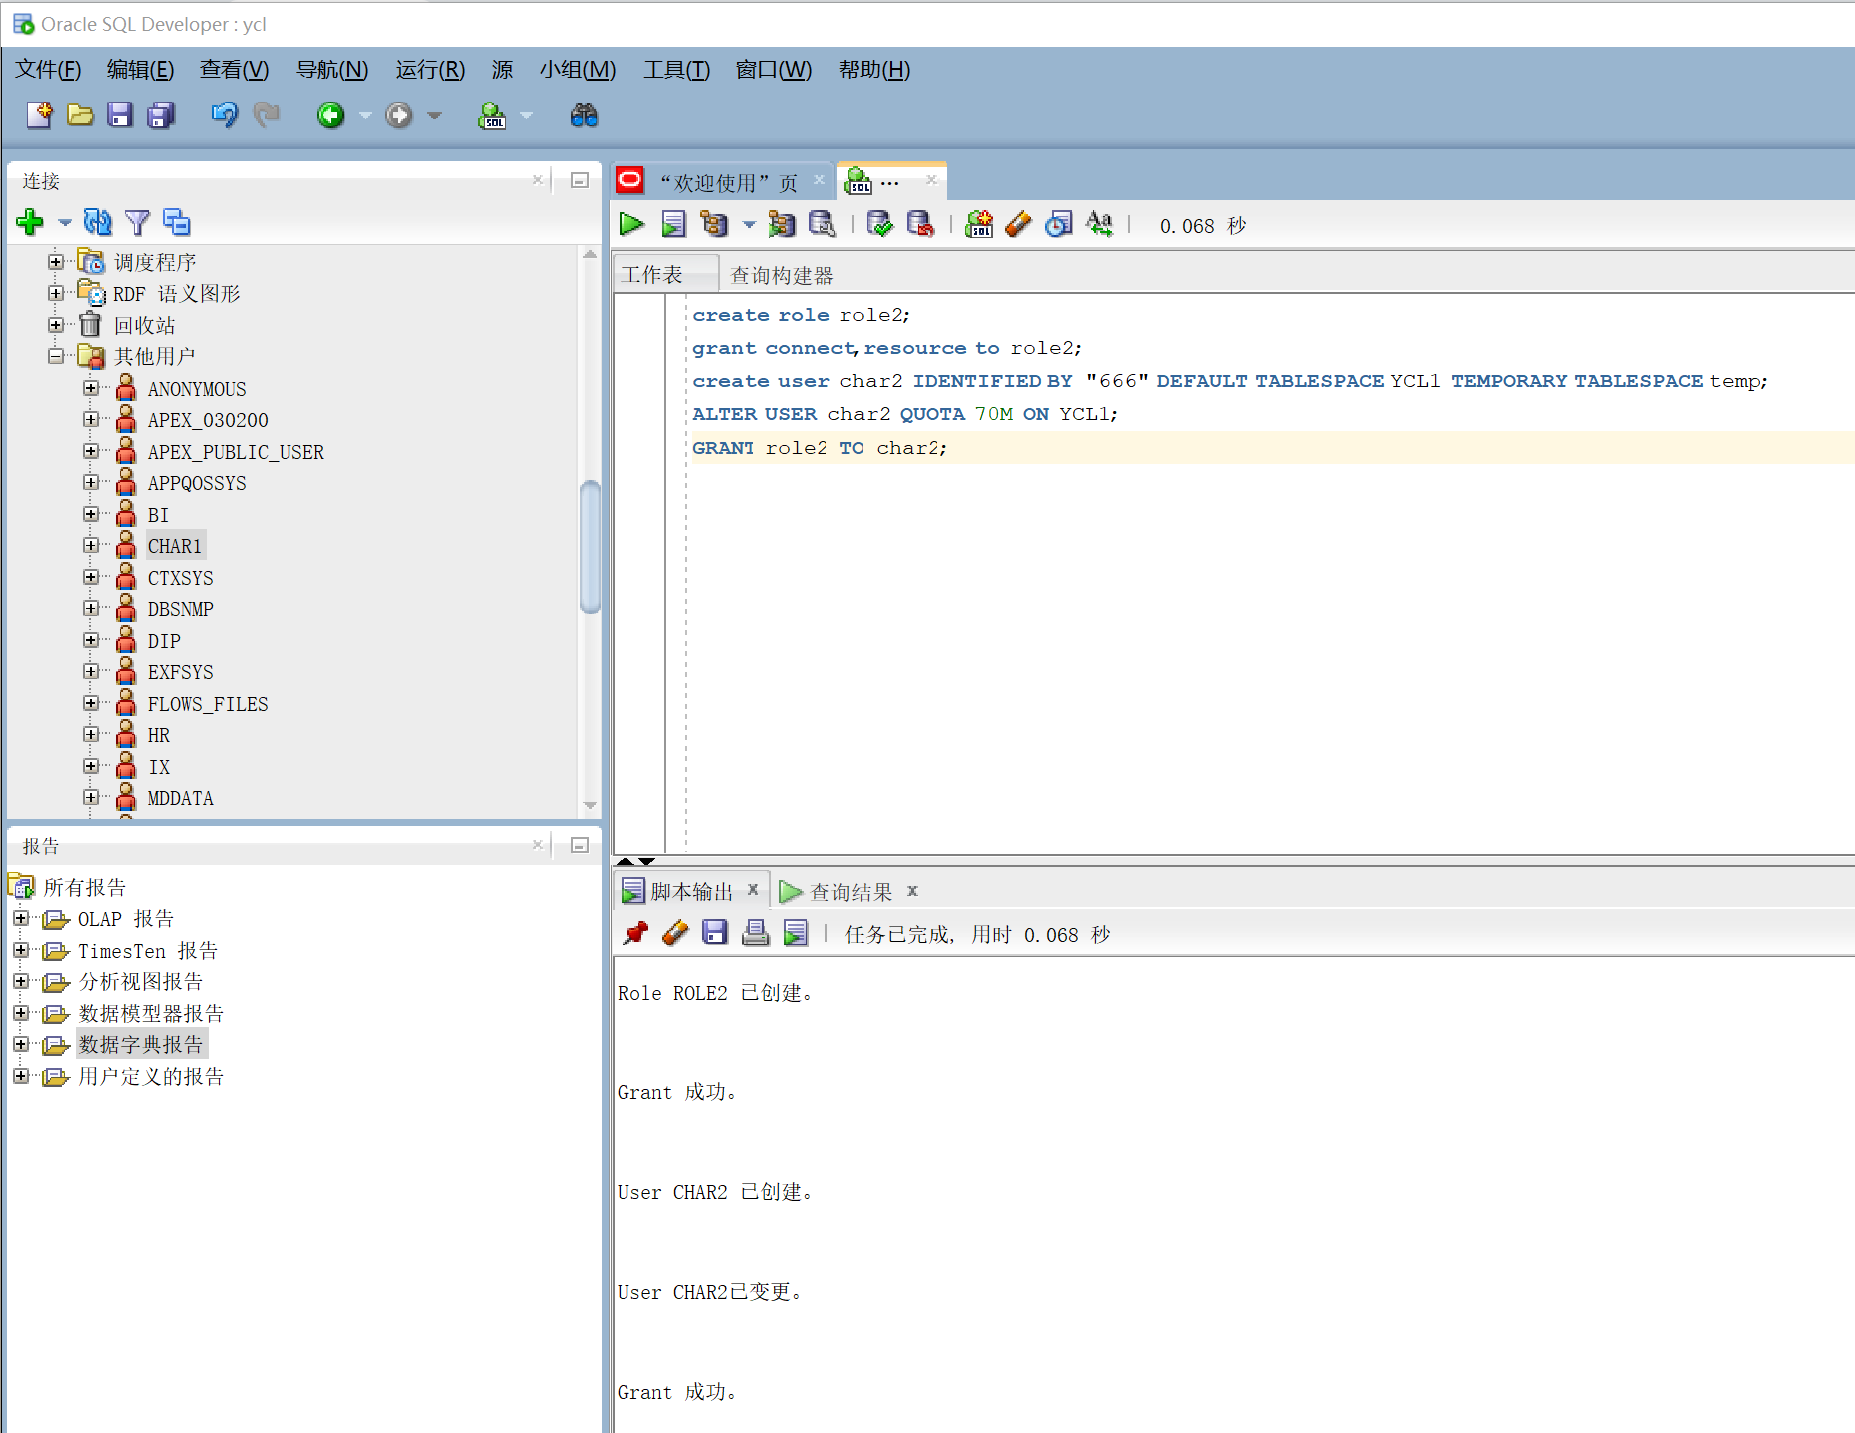 Oracle SQL Developer : ycl
文件(F) 编辑(E) 查看(V) 导航(N) 运行(R) 源 小组(M) 工具(T) 窗口(W) 帮助(H)
连接
调度程序
RDF 语义图形
回收站
其他用户
ANONYMOUS
APEX_030200
APEX_PUBLIC_USER
APPQOSSYS
BI
CHAR1
CTXSYS
DBSNMP
DIP
EXFSYS
FLOWS_FILES
HR
IX
MDDATA
报告
所有报告
OLAP 报告
TimesTen 报告
分析视图报告
数据模型器报告
数据字典报告
用户定义的报告
“欢迎使用”页
SQL ...
0.068 秒
工作表 查询构建器
create role role2;
grant connect,resource to role2;
create user char2 IDENTIFIED BY "666" DEFAULT TABLESPACE YCL1 TEMPORARY TABLESPACE temp;
ALTER USER char2 QUOTA 70M ON YCL1;
GRANT role2 TO char2;
脚本输出 查询结果
任务已完成, 用时 0.068 秒
Role ROLE2 已创建。
Grant 成功。
User CHAR2 已创建。
User CHAR2已变更。
Grant 成功。